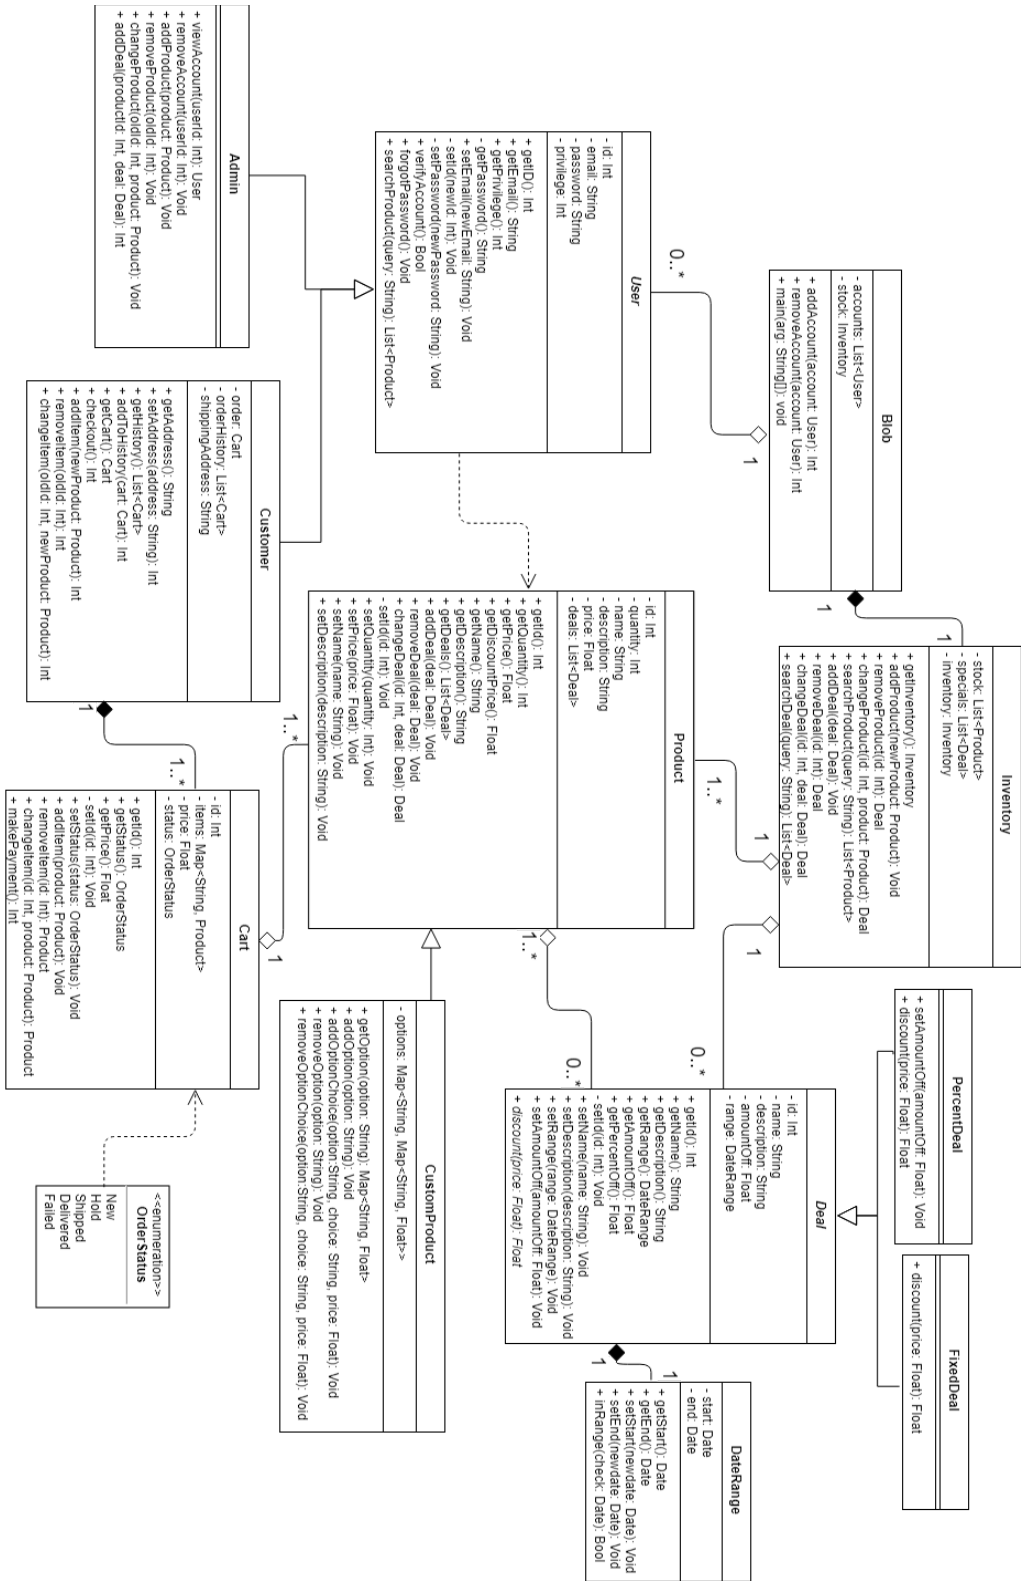 Blob
- accounts: List<User>
- stock: Inventory
+ addAccount(account: User): Int
+ removeAccount(account: User): Int
+ main(arg: String[]): void
1
1
1
0..*
User
- id: Int
- email: String
- password: String
- privilege: Int
+ getID(): Int
+ getEmail(): String
+ getPrivilege(): Int
- getPassword(): String
+ setEmail(newEmail: String): Void
- setId(newId: Int): Void
- setPassword(newPassword: String): Void
+ verifyAccount(): Bool
+ forgotPassword(): Void
+ searchProduct(query: String): List<Product>
Admin
+ viewAccount(userId: Int): User
+ removeAccount(userId: Int): Void
+ addProduct(product: Product): Void
+ removeProduct(oldId: Int): Void
+ changeProduct(oldId: Int, product: Product): Void
+ addDeal(productId: Int, deal: Deal): Int
Customer
- order: Cart
- orderHistory: List<Cart>
- shippingAddress: String
+ getAddress(): String
+ setAddress(address: String): Int
+ getHistory(): List<Cart>
+ addToHistory(cart: Cart): Int
+ getCart(): Cart
+ checkout(): Int
+ addItem(newProduct: Product): Int
+ removeItem(oldId: Int): Int
+ changeItem(oldId: Int, newProduct: Product): Int
1
1..*
Inventory
- stock: List<Product>
- specials: List<Deal>
- inventory: Inventory
+ getInventory(): Inventory
+ addProduct(newProduct: Product): Void
+ removeProduct(id: Int): Deal
+ changeProduct(id: Int, product: Product): Deal
+ searchProduct(query: String): List<Product>
+ addDeal(deal: Deal): Void
+ removeDeal(id: Int): Deal
+ changeDeal(id: Int, deal: Deal): Deal
+ searchDeal(query: String): List<Deal>
1
1..*
1
0..*
Product
- id: Int
- quantity: Int
- name: String
- description: String
- price: Float
- deals: List<Deal>
+ getId(): Int
+ getQuantity(): Int
+ getPrice(): Float
+ getDiscountPrice(): Float
+ getName(): String
+ getDescription(): String
+ getDeals(): List<Deal>
+ addDeal(deal: Deal): Void
+ removeDeal(deal: Deal): Void
+ changeDeal(id: Int, deal: Deal): Deal
- setId(id: Int): Void
+ setQuantity(quantity: Int): Void
+ setPrice(price: Float): Void
+ setName(name: String): Void
+ setDescription(description: String): Void
1..*
1
1..*
0..*
Cart
- id: Int
- items: Map<String, Product>
- price: Float
- status: OrderStatus
+ getId(): Int
+ getStatus(): OrderStatus
+ getPrice(): Float
- setId(id: Int): Void
+ setStatus(status: OrderStatus): Void
+ addItem(product: Product): Void
+ removeItem(id: Int): Product
+ changeItem(id: Int, product: Product): Product
+ makePayment(): Int
PercentDeal
+ setAmountOff(amountOff: Float): Void
+ discount(price: Float): Float
FixedDeal
+ discount(price: Float): Float
Deal
- id: Int
- name: String
- description: String
- amountOff: Float
- range: DateRange
+ getId(): Int
+ getName(): String
+ getDescription(): String
+ getRange(): DateRange
+ getAmountOff(): Float
+ getPercentOff(): Float
- setId(id: Int): Void
+ setName(name: String): Void
+ setDescription(description: String): Void
+ setRange(range: DateRange): Void
+ setAmountOff(amountOff: Float): Void
+ discount(price: Float): Float
1
1
DateRange
- start: Date
- end: Date
+ getStart(): Date
+ getEnd(): Date
+ setStart(newdate: Date): Void
+ setEnd(newdate: Date): Void
+ inRange(check: Date): Bool
CustomProduct
- options: Map<String, Map<String, Float>>
+ getOption(option: String): Map<String, Float>
+ addOption(option: String): Void
+ addOptionChoice(option:String, choice: String, price: Float): Void
+ removeOption(option: String): Void
+ removeOptionChoice(option:String, choice: String, price: Float): Void
<<enumeration>>
OrderStatus
New
Hold
Shipped
Delivered
Failed